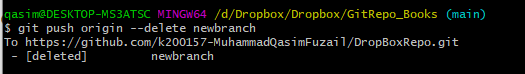 qasim@DESKTOP-MS3ATSC MINGW64 /d/Dropbox/Dropbox/GitRepo_Books (main)
$ git push origin --delete newbranch
To https://github.com/k200157-MuhammadQasimFuzail/DropBoxRepo.git
 - [deleted]         newbranch